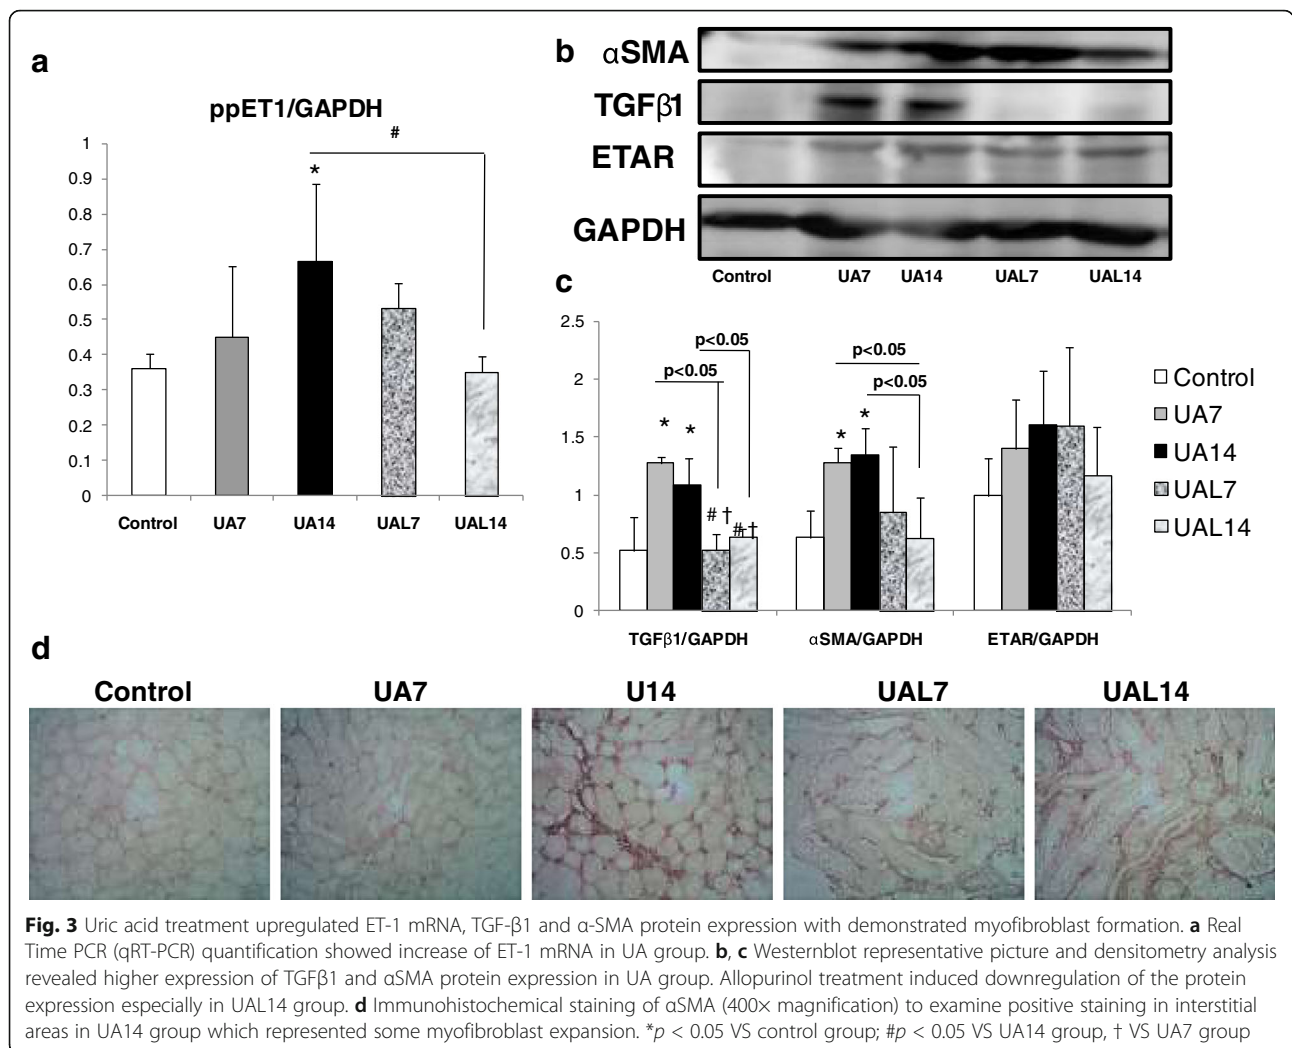 a
ppET1/GAPDH
#
*
1
0.9
0.8
0.7
0.6
0.5
0.4
0.3
0.2
0.1
0
Control UA7 UA14 UAL7 UAL14
b
αSMA
TGFβ1
ETAR
GAPDH
Control UA7 UA14 UAL7 UAL14
c
2.5
2
1.5
1
0.5
0
p<0.05
p<0.05
* *
# †
# †
p<0.05
p<0.05
* *
TGFβ1/GAPDH αSMA/GAPDH ETAR/GAPDH
Control
UA7
UA14
UAL7
UAL14
d
Control UA7 U14 UAL7 UAL14
Fig. 3 Uric acid treatment upregulated ET-1 mRNA, TGF-β1 and α-SMA protein expression with demonstrated myofibroblast formation. a Real
Time PCR (qRT-PCR) quantification showed increase of ET-1 mRNA in UA group. b, c Westernblot representative picture and densitometry analysis
revealed higher expression of TGFβ1 and αSMA protein expression in UA group. Allopurinol treatment induced downregulation of the protein
expression especially in UAL14 group. d Immunohistochemical staining of αSMA (400× magnification) to examine positive staining in interstitial
areas in UA14 group which represented some myofibroblast expansion. *p < 0.05 VS control group; #p < 0.05 VS UA14 group, † VS UA7 group